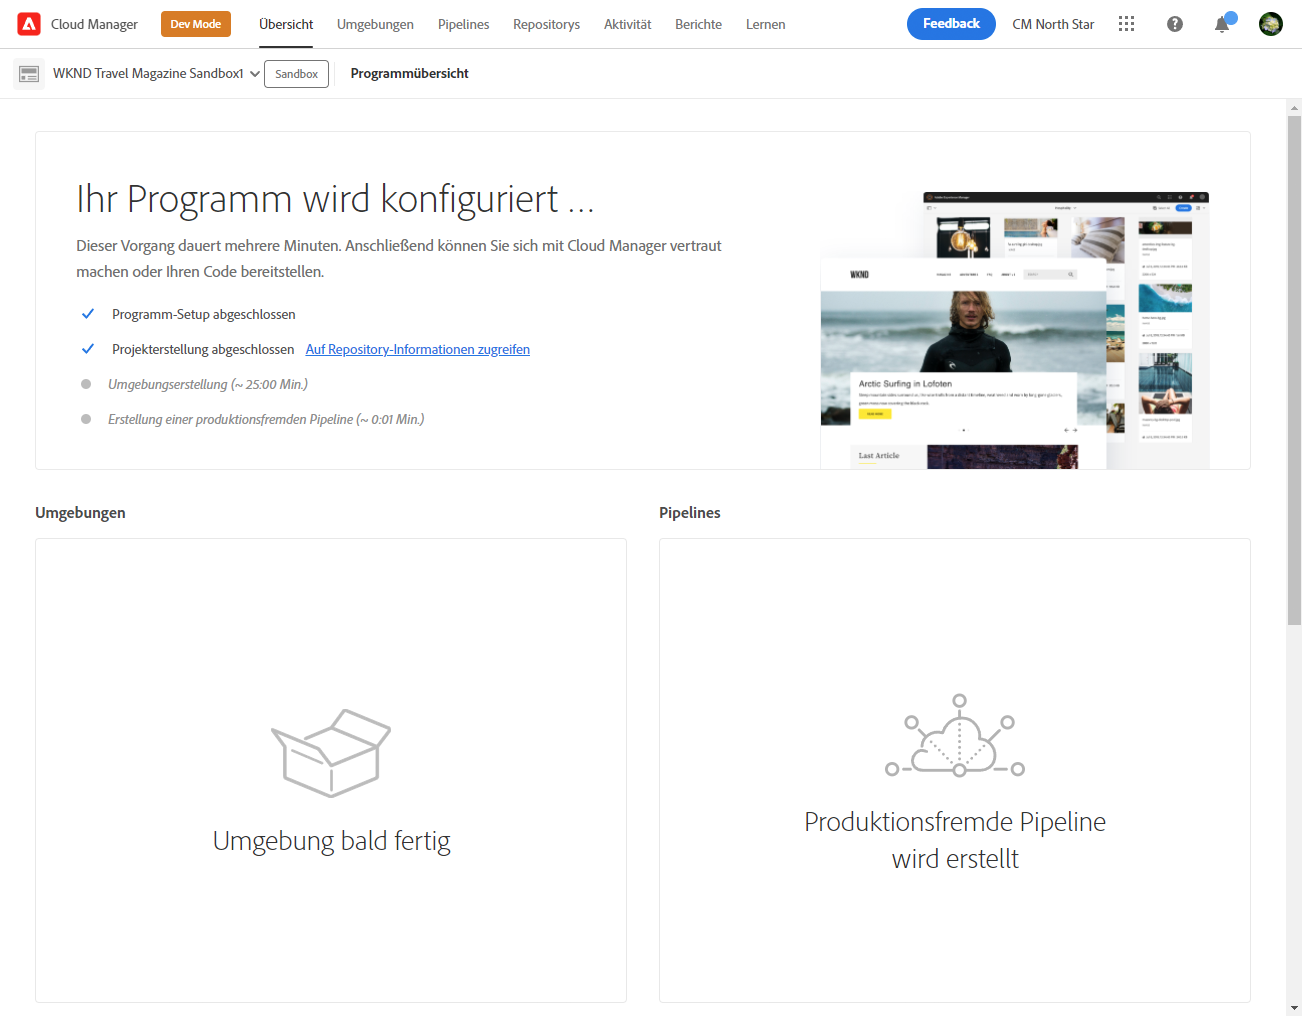 Cloud Manager
Dev Mode
Übersicht
Umgebungen
Pipelines
Repositorys
Aktivität
Berichte
Lernen
Feedback
CM North Star
WKND Travel Magazine Sandbox1
Sandbox
Programmübersicht
Ihr Programm wird konfiguriert ...
Dieser Vorgang dauert mehrere Minuten. Anschließend können Sie sich mit Cloud Manager vertraut
machen oder Ihren Code bereitstellen.
Programm-Setup abgeschlossen
Projekterstellung abgeschlossen Auf Repository-Informationen zugreifen
Umgebungserstellung (~ 25:00 Min.)
Erstellung einer produktionsfremden Pipeline (~ 0:01 Min.)
WKND
Arctic Surfing in Lofoten
Last Article
Umgebungen
Pipelines
Umgebung bald fertig
Produktionsfremde Pipeline
wird erstellt